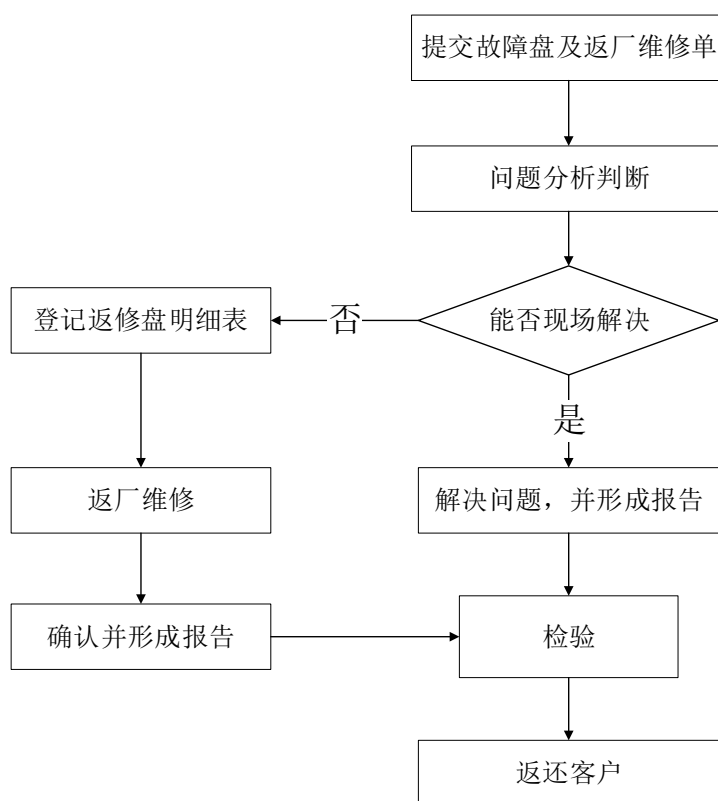 提交故障盘及返厂维修单
问题分析判断
能否现场解决
否
登记返修盘明细表
是
返厂维修
解决问题，并形成报告
确认并形成报告
检验
返还客户